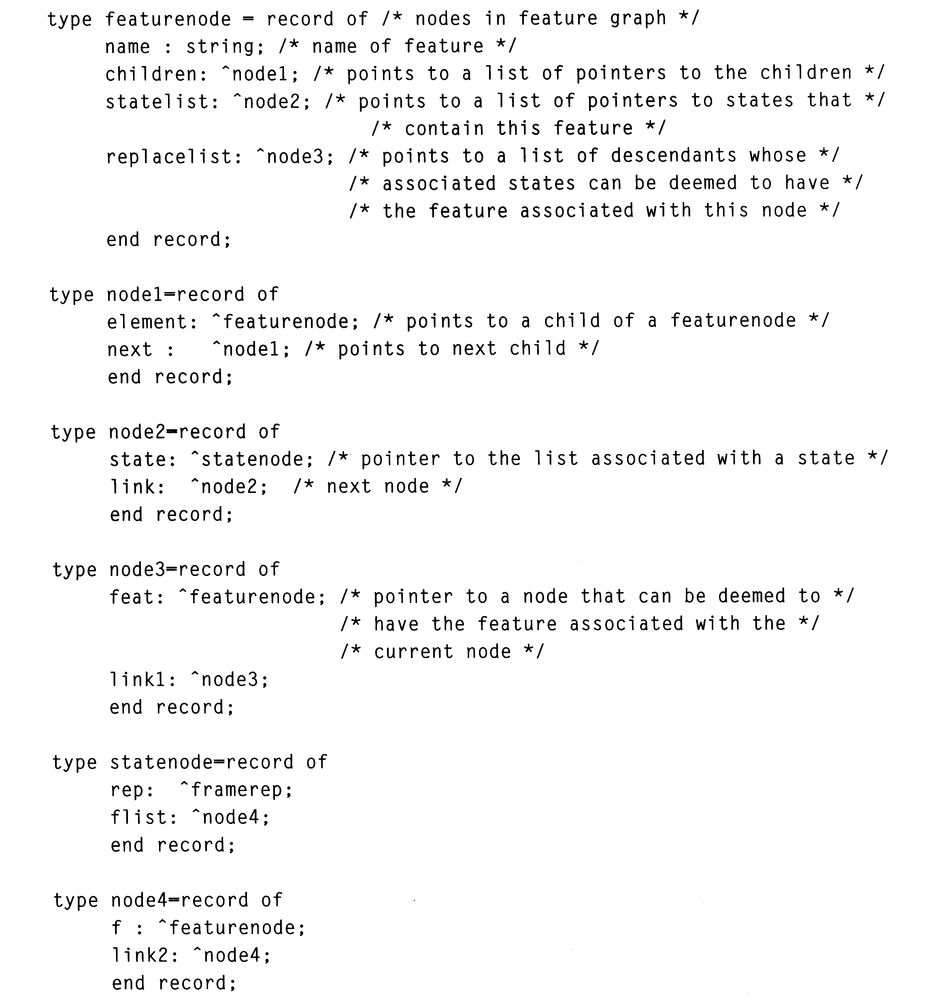 type featurenode = record of /* nodes in feature graph */
name : string; /* name of feature */
children: ^node1; /* points to a list of pointers to the children */
statelist: ^node2; /* points to a list of pointers to states that */
/* contain this feature */
replacelist: ^node3; /* points to a list of descendants whose */
/* associated states can be deemed to have */
/* the feature associated with this node */
end record;
type node1=record of
element: ^featurenode; /* points to a child of a featurenode */
next : ^node1; /* points to next child */
end record;
type node2=record of
state: ^statenode; /* pointer to the list associated with a state */
link: ^node2; /* next node */
end record;
type node3=record of
feat: ^featurenode; /* pointer to a node that can be deemed to */
/* have the feature associated with the */
/* current node */
link1: ^node3;
end record;
type statenode=record of
rep: ^framerep;
flist: ^node4;
end record;
type node4=record of
f : ^featurenode;
link2: ^node4;
end record;